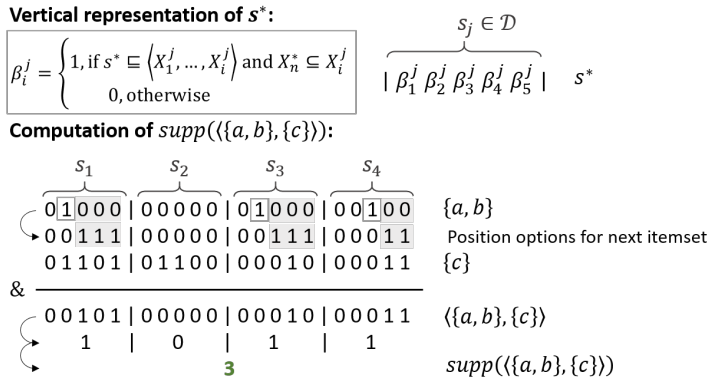 Vertical representation of s*:
β_i^j = { 1, if s* ⊑ ⟨X_1^j, …, X_i^j⟩ and X_n^* ⊆ X_i^j
0, otherwise
s_j ∈ 𝒟
| β_1^j β_2^j β_3^j β_4^j β_5^j | s*
Computation of supp(⟨{a, b}, {c}⟩):
s_1 s_2 s_3 s_4
0 1 0 0 0 | 0 0 0 0 0 | 0 1 0 0 0 | 0 0 1 0 0 {a, b}
0 0 1 1 1 | 0 0 0 0 0 | 0 0 1 1 1 | 0 0 0 1 1 Position options for next itemset
0 1 1 0 1 | 0 1 1 0 0 | 0 0 0 1 0 | 0 0 0 1 1 {c}
&
0 0 1 0 1 | 0 0 0 0 0 | 0 0 0 1 0 | 0 0 0 1 1 ⟨{a, b}, {c}⟩
1 | 0 | 1 | 1
3 supp(⟨{a, b}, {c}⟩)